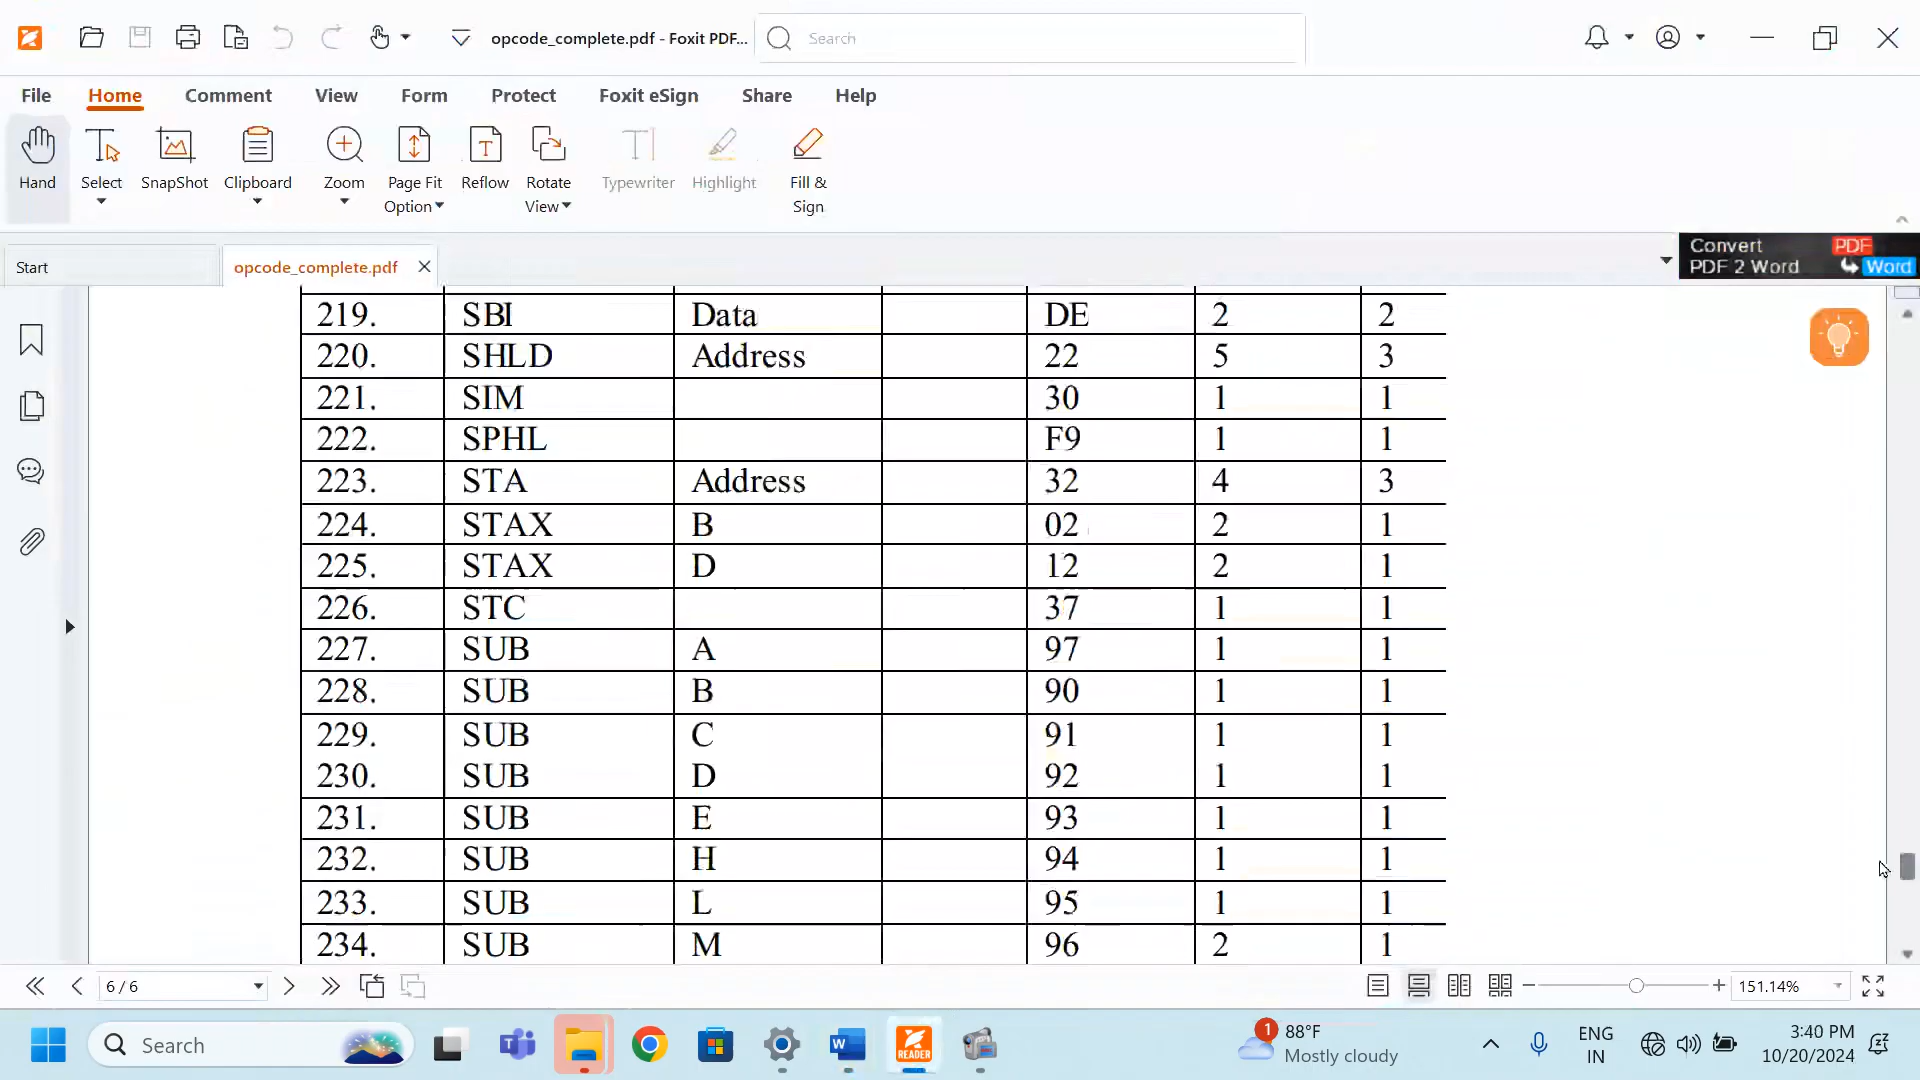 opcode_complete.pdf - Foxit PDF...
Search
File Home Comment View Form Protect Foxit eSign Share Help
Hand Select SnapShot Clipboard Zoom Page Fit Option Reflow Rotate View Typewriter Highlight Fill & Sign
Start
opcode_complete.pdf
Convert PDF
PDF 2 Word Word
219. SBI Data DE 2 2
220. SHLD Address 22 5 3
221. SIM 30 1 1
222. SPHL F9 1 1
223. STA Address 32 4 3
224. STAX B 02 2 1
225. STAX D 12 2 1
226. STC 37 1 1
227. SUB A 97 1 1
228. SUB B 90 1 1
229. SUB C 91 1 1
230. SUB D 92 1 1
231. SUB E 93 1 1
232. SUB H 94 1 1
233. SUB L 95 1 1
234. SUB M 96 2 1
6 / 6
151.14%
Search
READER
1
88°F
Mostly cloudy
ENG
IN
3:40 PM
10/20/2024